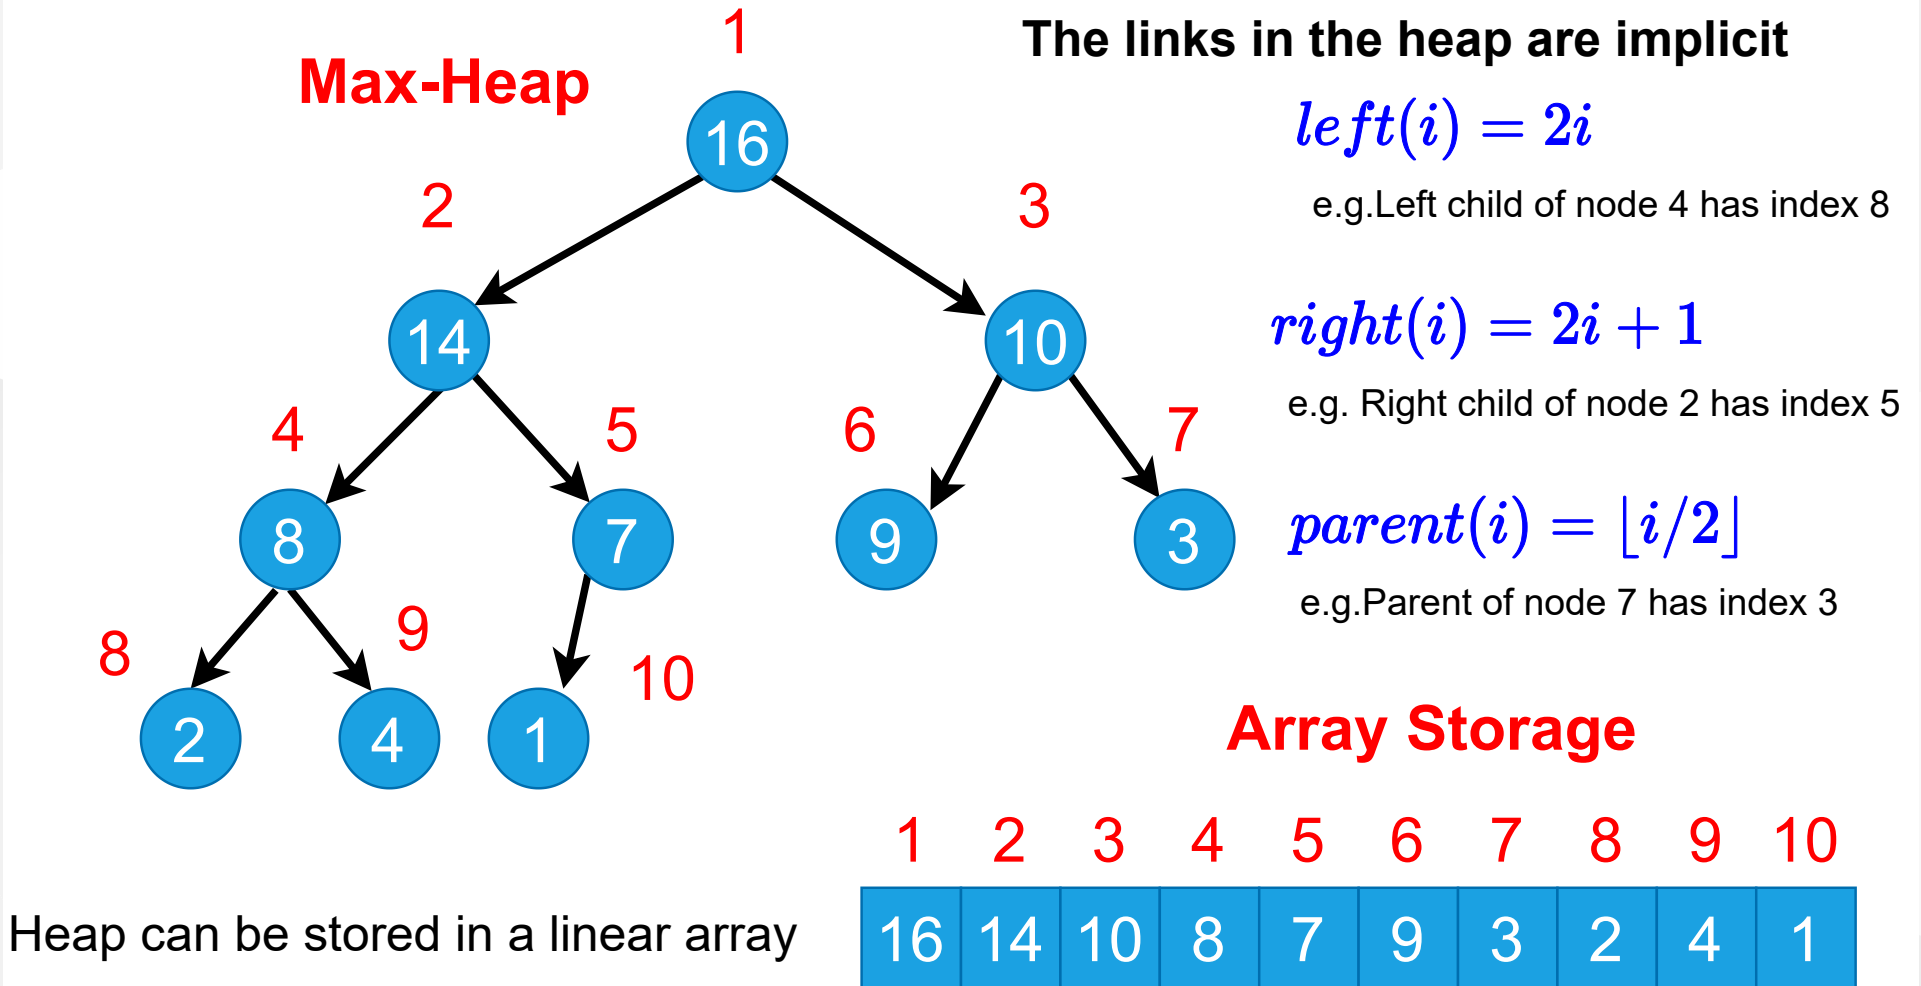 1
Max-Heap
16
2
3
14
10
4
5
6
7
8
7
9
3
8
9
10
2
4
1
The links in the heap are implicit
left(i) = 2i
e.g.Left child of node 4 has index 8
right(i) = 2i + 1
e.g. Right child of node 2 has index 5
parent(i) = ⌊i/2⌋
e.g.Parent of node 7 has index 3
Array Storage
1 2 3 4 5 6 7 8 9 10
Heap can be stored in a linear array
16 14 10 8 7 9 3 2 4 1